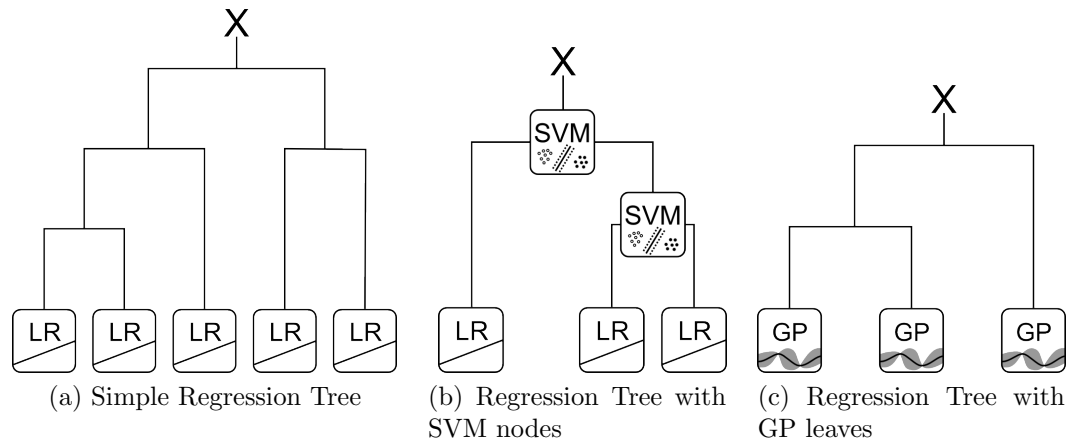 X
LR LR LR LR LR
(a) Simple Regression Tree
X
SVM
SVM
LR LR LR
(b) Regression Tree with
SVM nodes
X
GP GP GP
(c) Regression Tree with
GP leaves